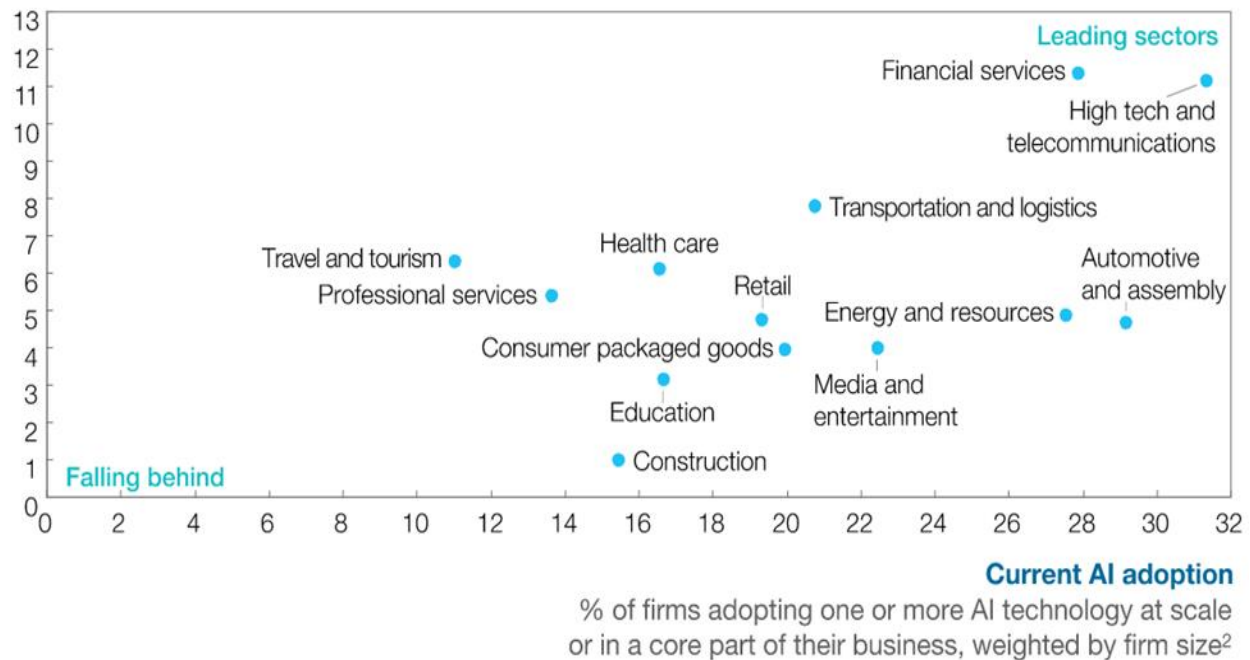 13
12
11
10
9
8
7
6
5
4
3
2
1
0
Leading sectors
Financial services
High tech and
telecommunications
Transportation and logistics
Health care
Travel and tourism
Automotive
and assembly
Retail
Professional services
Energy and resources
Consumer packaged goods
Media and
entertainment
Education
Construction
Falling behind
0 2 4 6 8 10 12 14 16 18 20 22 24 26 28 30 32
Current AI adoption
% of firms adopting one or more AI technology at scale
or in a core part of their business, weighted by firm size²